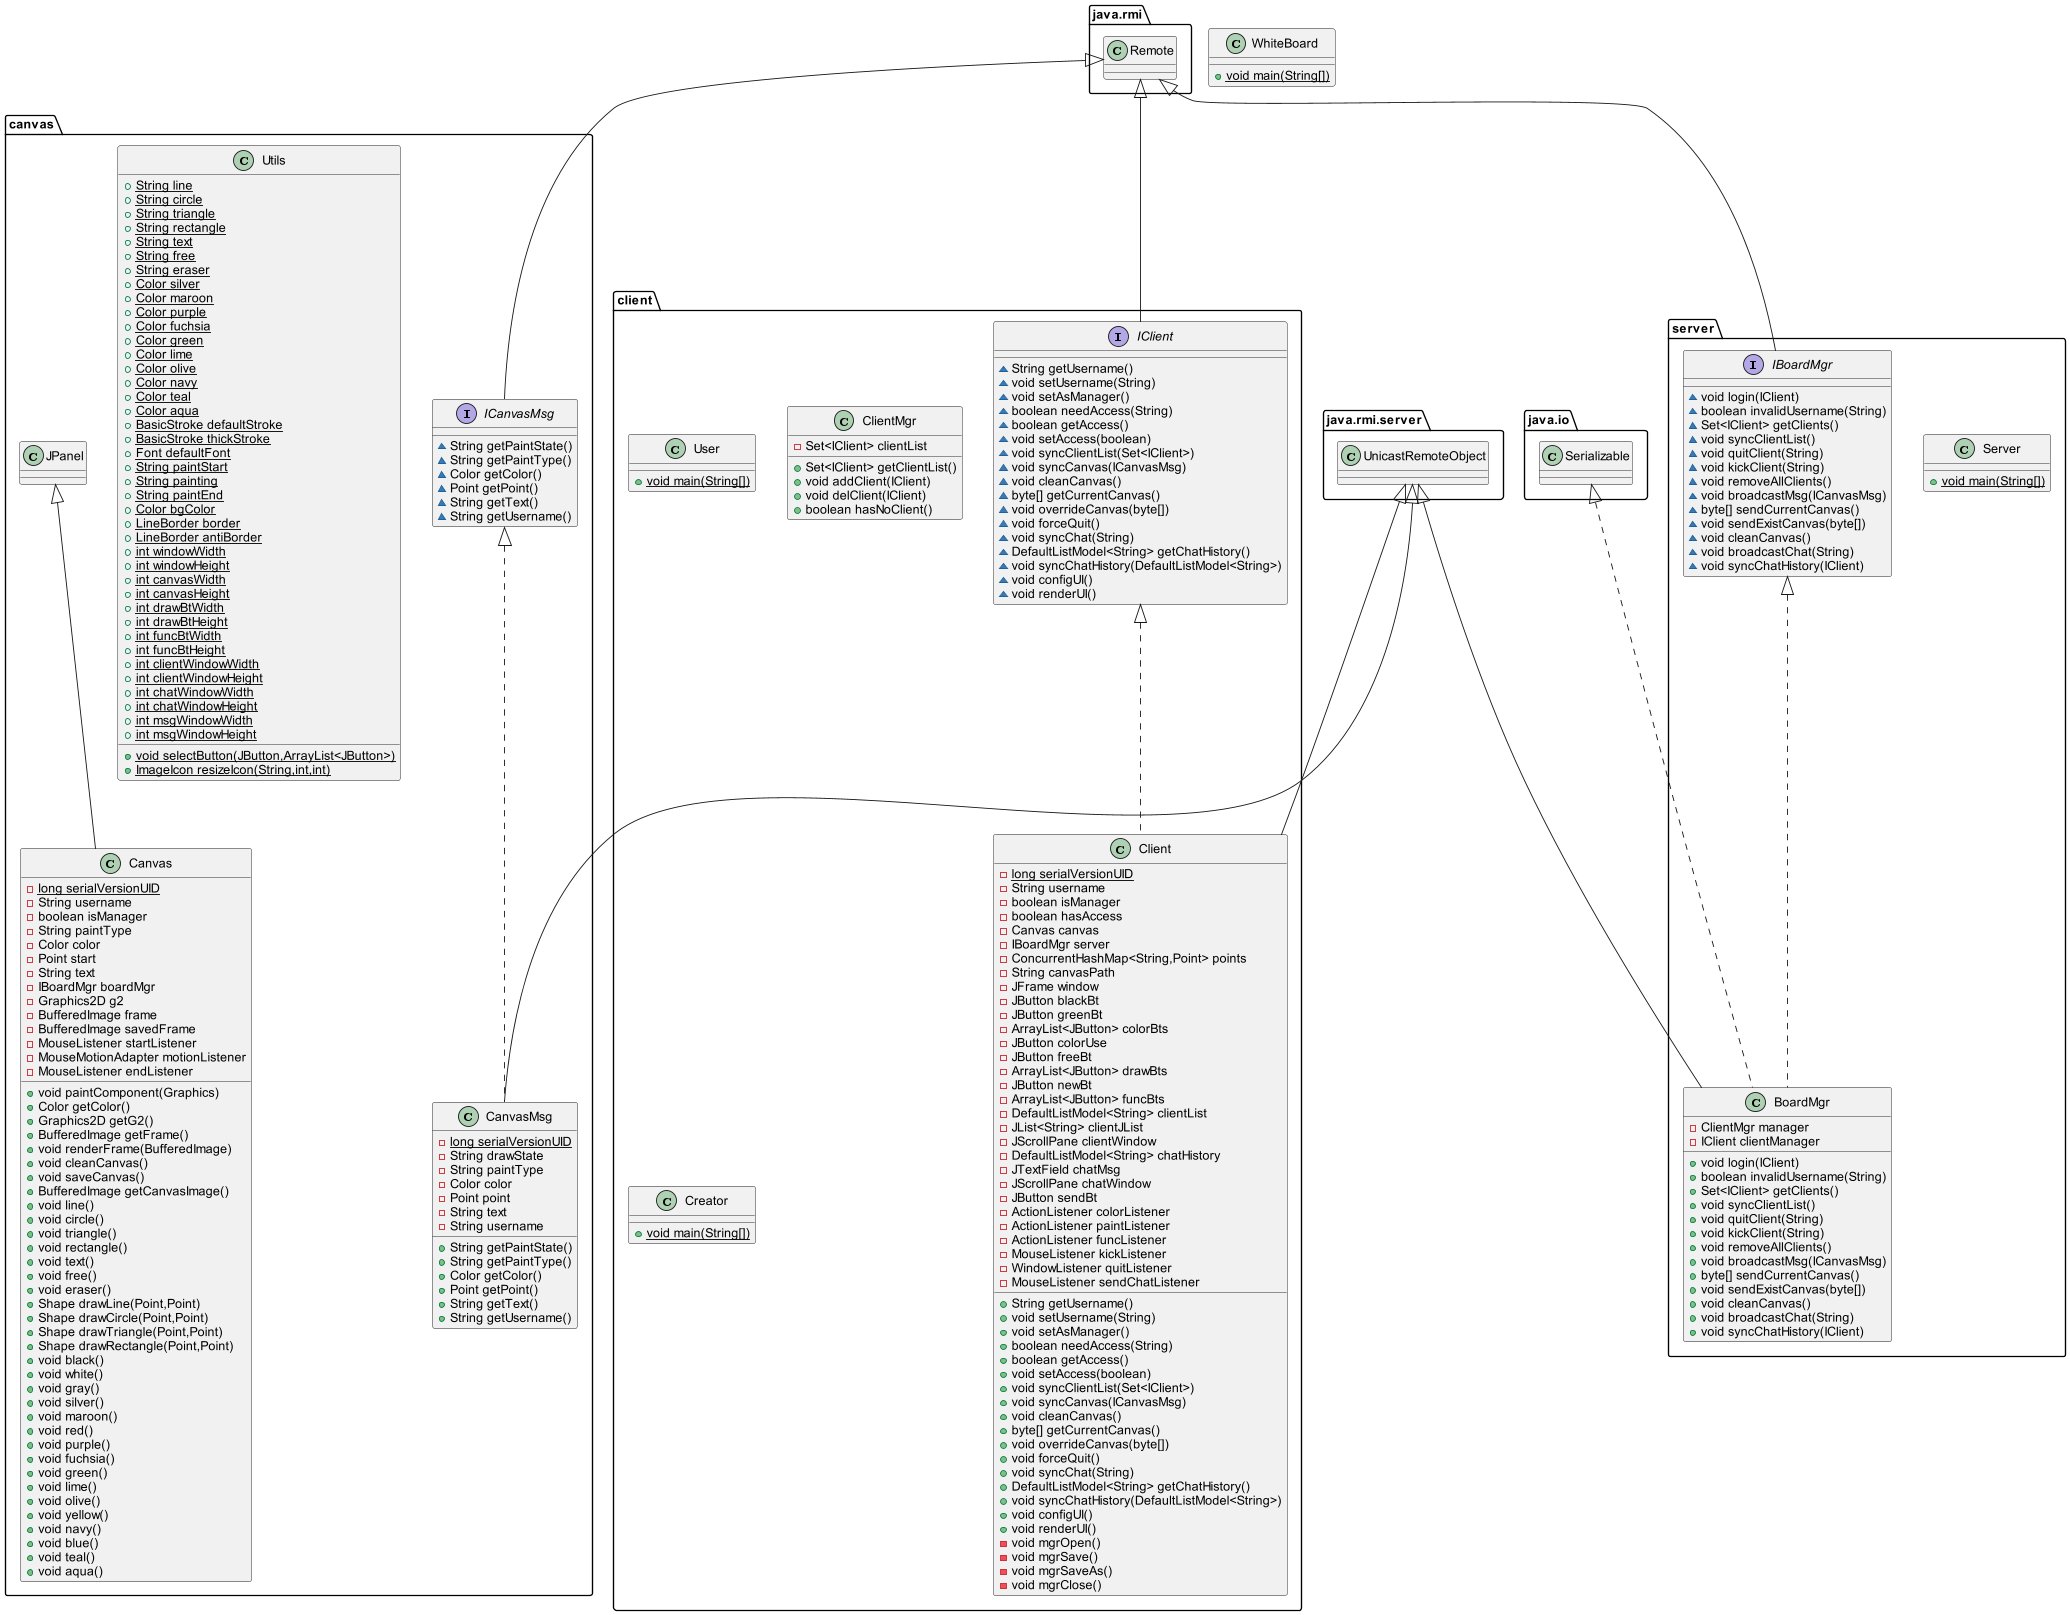 java.rmi
C Remote
C WhiteBoard
void main(String[])
canvas
C Utils
String line
String circle
String triangle
String rectangle
String text
String free
String eraser
Color silver
Color maroon
Color purple
Color fuchsia
Color green
Color lime
Color olive
Color navy
Color teal
Color aqua
BasicStroke defaultStroke
BasicStroke thickStroke
Font defaultFont
String paintStart
String painting
String paintEnd
Color bgColor
LineBorder border
LineBorder antiBorder
int windowWidth
int windowHeight
int canvasWidth
int canvasHeight
int drawBtWidth
int drawBtHeight
int funcBtWidth
int funcBtHeight
int clientWindowWidth
int clientWindowHeight
int chatWindowWidth
int chatWindowHeight
int msgWindowWidth
int msgWindowHeight
void selectButton(JButton,ArrayList<JButton>)
ImageIcon resizeIcon(String,int,int)
C JPanel
I ICanvasMsg
String getPaintState()
String getPaintType()
Color getColor()
Point getPoint()
String getText()
String getUsername()
C Canvas
long serialVersionUID
String username
boolean isManager
String paintType
Color color
Point start
String text
IBoardMgr boardMgr
Graphics2D g2
BufferedImage frame
BufferedImage savedFrame
MouseListener startListener
MouseMotionAdapter motionListener
MouseListener endListener
void paintComponent(Graphics)
Color getColor()
Graphics2D getG2()
BufferedImage getFrame()
void renderFrame(BufferedImage)
void cleanCanvas()
void saveCanvas()
BufferedImage getCanvasImage()
void line()
void circle()
void triangle()
void rectangle()
void text()
void free()
void eraser()
Shape drawLine(Point,Point)
Shape drawCircle(Point,Point)
Shape drawTriangle(Point,Point)
Shape drawRectangle(Point,Point)
void black()
void white()
void gray()
void silver()
void maroon()
void red()
void purple()
void fuchsia()
void green()
void lime()
void olive()
void yellow()
void navy()
void blue()
void teal()
void aqua()
C CanvasMsg
long serialVersionUID
String drawState
String paintType
Color color
Point point
String text
String username
String getPaintState()
String getPaintType()
Color getColor()
Point getPoint()
String getText()
String getUsername()
client
C User
void main(String[])
C ClientMgr
Set<IClient> clientList
Set<IClient> getClientList()
void addClient(IClient)
void delClient(IClient)
boolean hasNoClient()
I IClient
String getUsername()
void setUsername(String)
void setAsManager()
boolean needAccess(String)
boolean getAccess()
void setAccess(boolean)
void syncClientList(Set<IClient>)
void syncCanvas(ICanvasMsg)
void cleanCanvas()
byte[] getCurrentCanvas()
void overrideCanvas(byte[])
void forceQuit()
void syncChat(String)
DefaultListModel<String> getChatHistory()
void syncChatHistory(DefaultListModel<String>)
void configUI()
void renderUI()
C Creator
void main(String[])
C Client
long serialVersionUID
String username
boolean isManager
boolean hasAccess
Canvas canvas
IBoardMgr server
ConcurrentHashMap<String,Point> points
String canvasPath
JFrame window
JButton blackBt
JButton greenBt
ArrayList<JButton> colorBts
JButton colorUse
JButton freeBt
ArrayList<JButton> drawBts
JButton newBt
ArrayList<JButton> funcBts
DefaultListModel<String> clientList
JList<String> clientJList
JScrollPane clientWindow
DefaultListModel<String> chatHistory
JTextField chatMsg
JScrollPane chatWindow
JButton sendBt
ActionListener colorListener
ActionListener paintListener
ActionListener funcListener
MouseListener kickListener
WindowListener quitListener
MouseListener sendChatListener
String getUsername()
void setUsername(String)
void setAsManager()
boolean needAccess(String)
boolean getAccess()
void setAccess(boolean)
void syncClientList(Set<IClient>)
void syncCanvas(ICanvasMsg)
void cleanCanvas()
byte[] getCurrentCanvas()
void overrideCanvas(byte[])
void forceQuit()
void syncChat(String)
DefaultListModel<String> getChatHistory()
void syncChatHistory(DefaultListModel<String>)
void configUI()
void renderUI()
void mgrOpen()
void mgrSave()
void mgrSaveAs()
void mgrClose()
java.rmi.server
C UnicastRemoteObject
java.io
C Serializable
server
I IBoardMgr
void login(IClient)
boolean invalidUsername(String)
Set<IClient> getClients()
void syncClientList()
void quitClient(String)
void kickClient(String)
void removeAllClients()
void broadcastMsg(ICanvasMsg)
byte[] sendCurrentCanvas()
void sendExistCanvas(byte[])
void cleanCanvas()
void broadcastChat(String)
void syncChatHistory(IClient)
C Server
void main(String[])
C BoardMgr
ClientMgr manager
IClient clientManager
void login(IClient)
boolean invalidUsername(String)
Set<IClient> getClients()
void syncClientList()
void quitClient(String)
void kickClient(String)
void removeAllClients()
void broadcastMsg(ICanvasMsg)
byte[] sendCurrentCanvas()
void sendExistCanvas(byte[])
void cleanCanvas()
void broadcastChat(String)
void syncChatHistory(IClient)